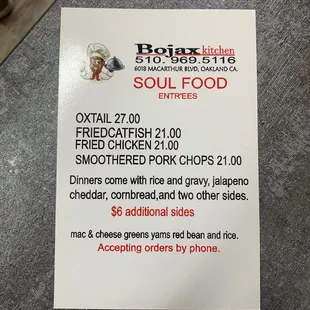 Bojax kitchen
510. 969.5116
6018 MACARTHUR BLVD, OAKLAND CA.
SOUL FOOD
ENTR'EES
OXTAIL 27.00
FRIEDCATFISH 21.00
FRIED CHICKEN 21.00
SMOOTHERED PORK CHOPS 21.00
Dinners come with rice and gravy, jalapeno
cheddar, cornbread,and two other sides.
$6 additional sides
mac & cheese greens yams red bean and rice.
Accepting orders by phone.